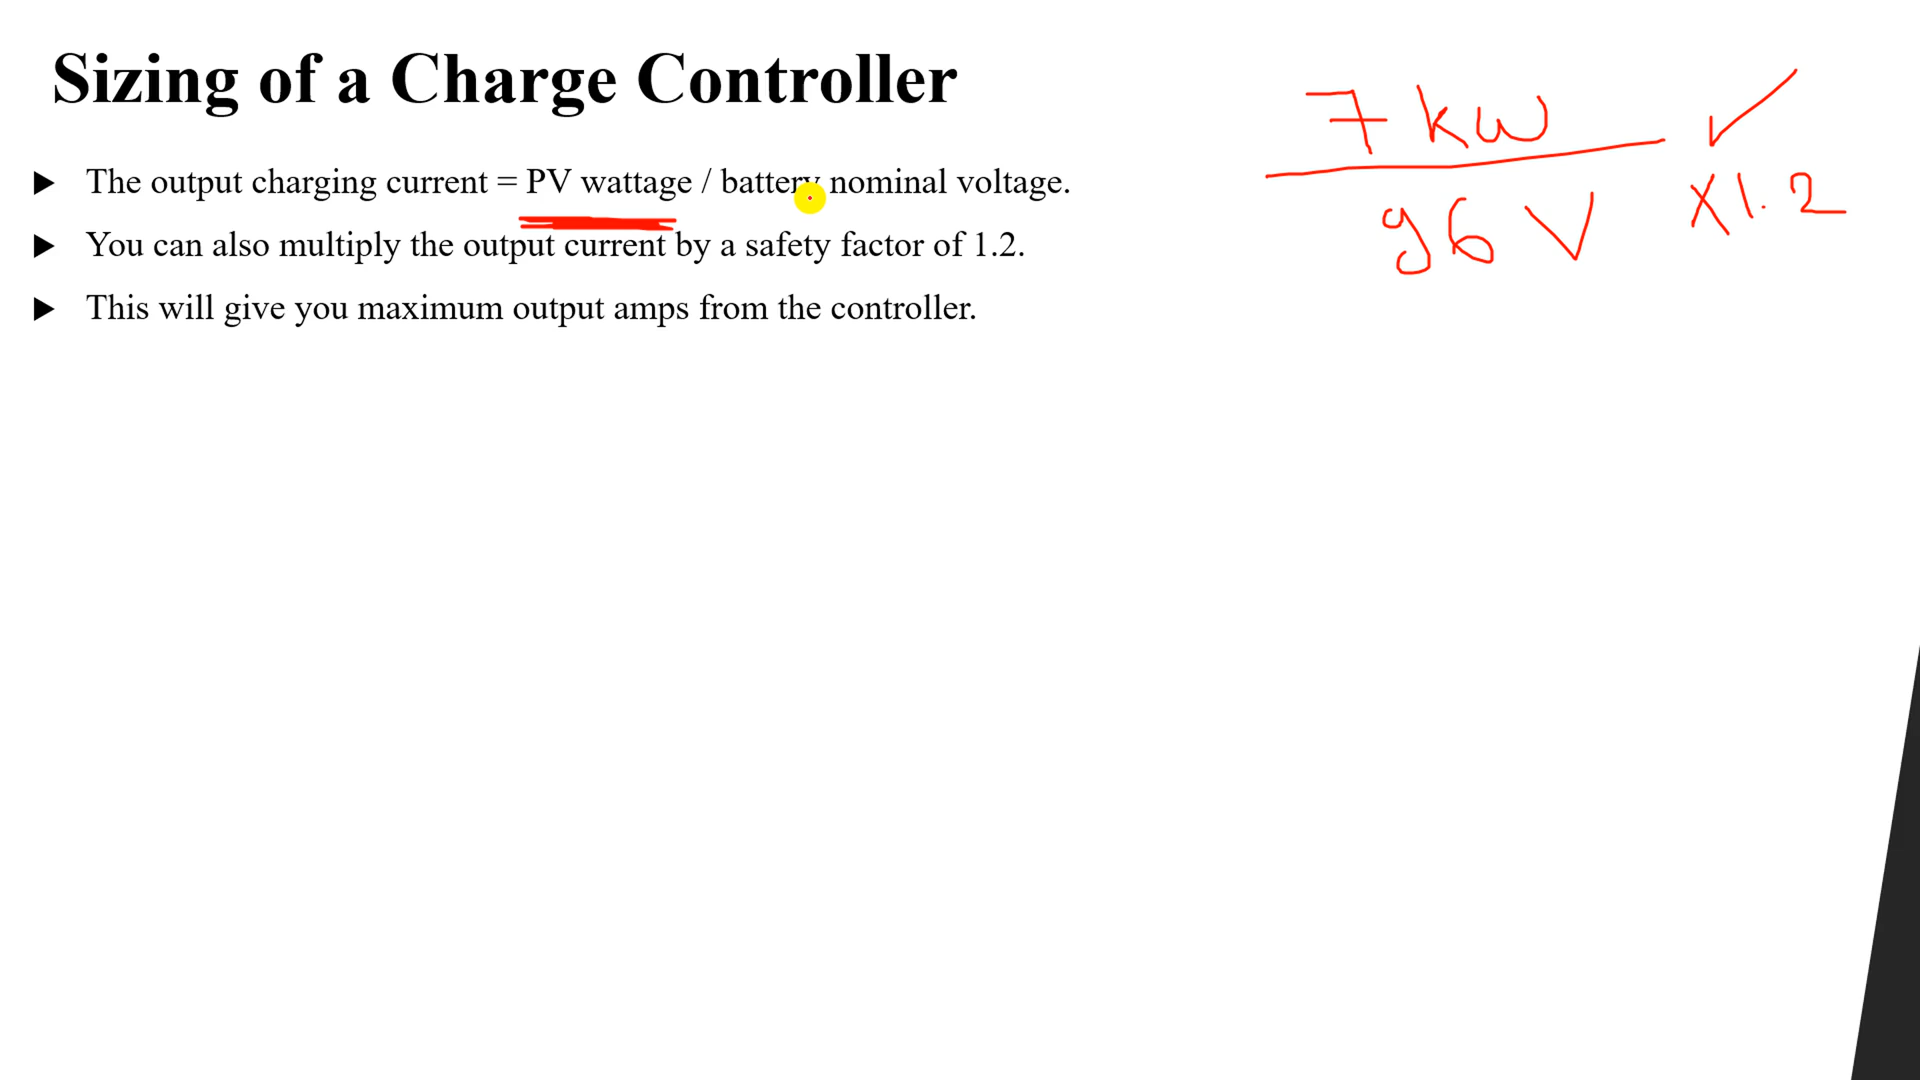 Sizing of a Charge Controller
The output charging current = PV wattage / battery nominal voltage.
You can also multiply the output current by a safety factor of 1.2.
This will give you maximum output amps from the controller.
7 kw
96 V
X1.2